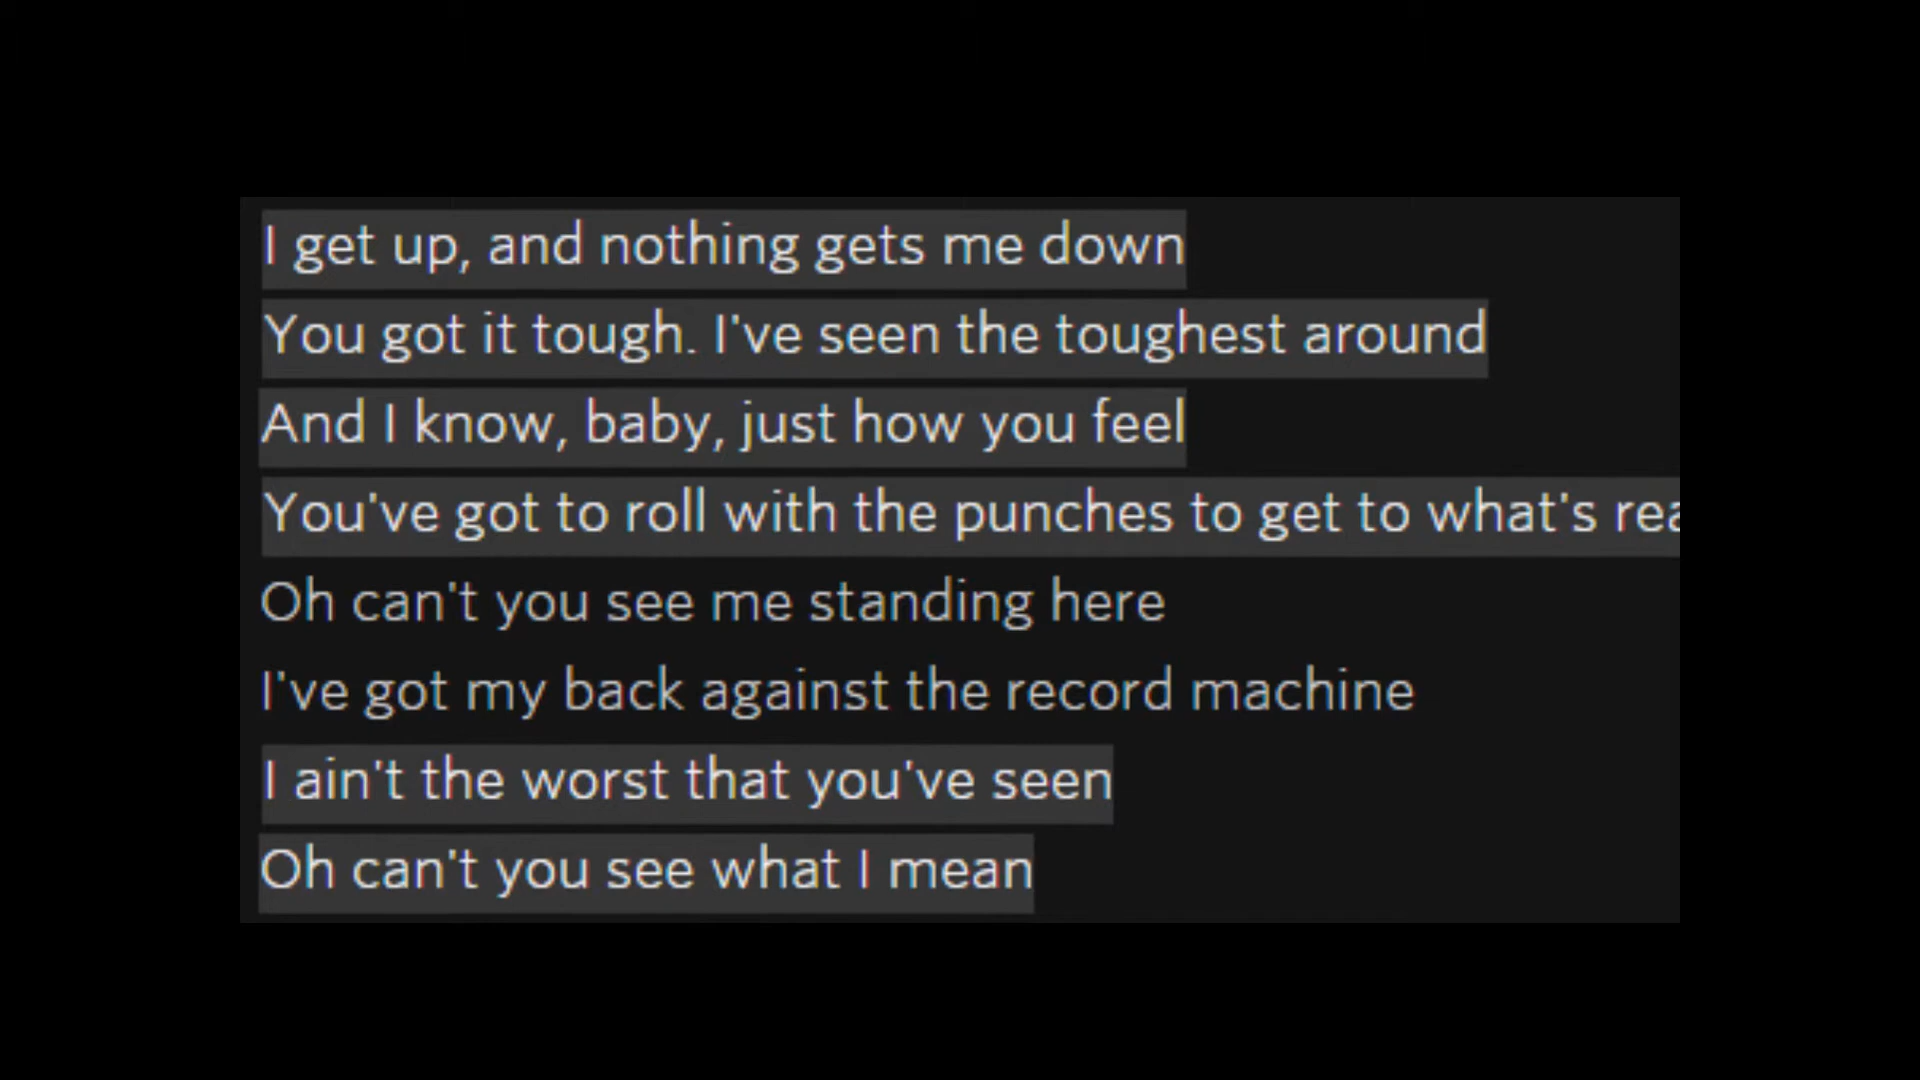 I get up, and nothing gets me down
You got it tough. I've seen the toughest around
And I know, baby, just how you feel
You've got to roll with the punches to get to what's rea
Oh can't you see me standing here
I've got my back against the record machine
I ain't the worst that you've seen
Oh can't you see what I mean